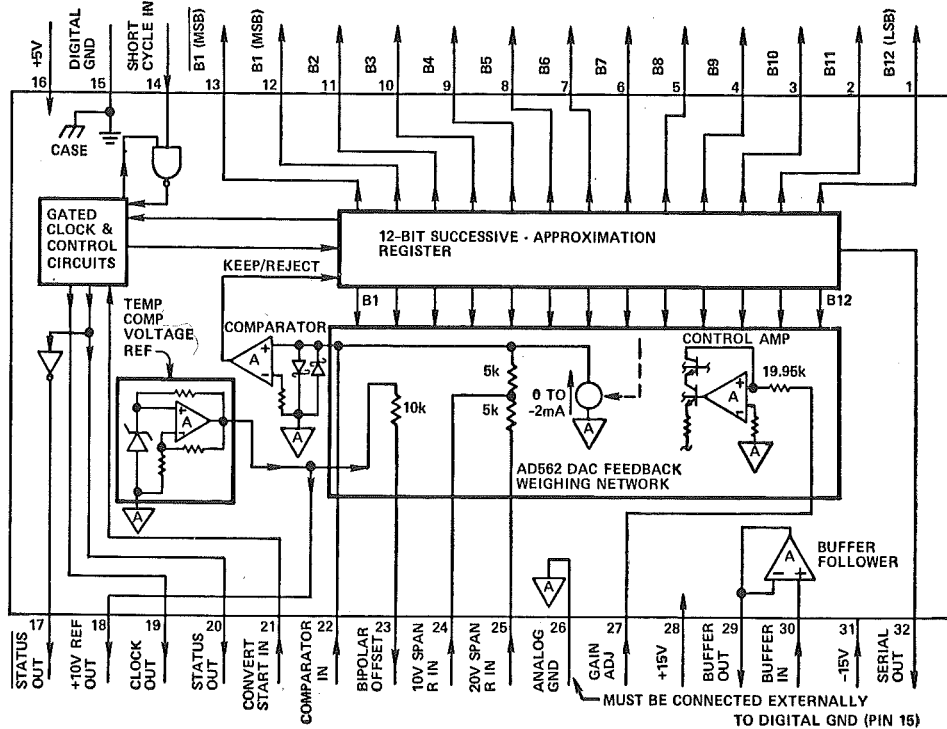 +5V
DIGITAL
GND
SHORT
CYCLE IN
B1 (MSB)
B1 (MSB)
B2
B3
B4
B5
B6
B7
B8
B9
B10
B11
B12 (LSB)
16
15
14
13
12
11
10
9
8
7
6
5
4
3
2
1
CASE
GATED
CLOCK &
CONTROL
CIRCUITS
12-BIT SUCCESSIVE - APPROXIMATION
REGISTER
KEEP/REJECT
B1
B12
TEMP
COMP
VOLTAGE
REF
COMPARATOR
A
+
-
A
+
-
A
A
10k
5k
5k
0 TO
-2mA
A
CONTROL AMP
19.95k
A
+
-
A
AD562 DAC FEEDBACK
WEIGHING NETWORK
A
A
- +
BUFFER
FOLLOWER
17
18
19
20
21
22
23
24
25
26
27
28
29
30
31
32
STATUS
OUT
+10V REF
OUT
CLOCK
OUT
STATUS
OUT
CONVERT
START IN
COMPARATOR
IN
BIPOLAR
OFFSET
10V SPAN
R IN
20V SPAN
R IN
ANALOG
GND
GAIN
ADJ
+15V
BUFFER
OUT
BUFFER
IN
-15V
SERIAL
OUT
MUST BE CONNECTED EXTERNALLY
TO DIGITAL GND (PIN 15)